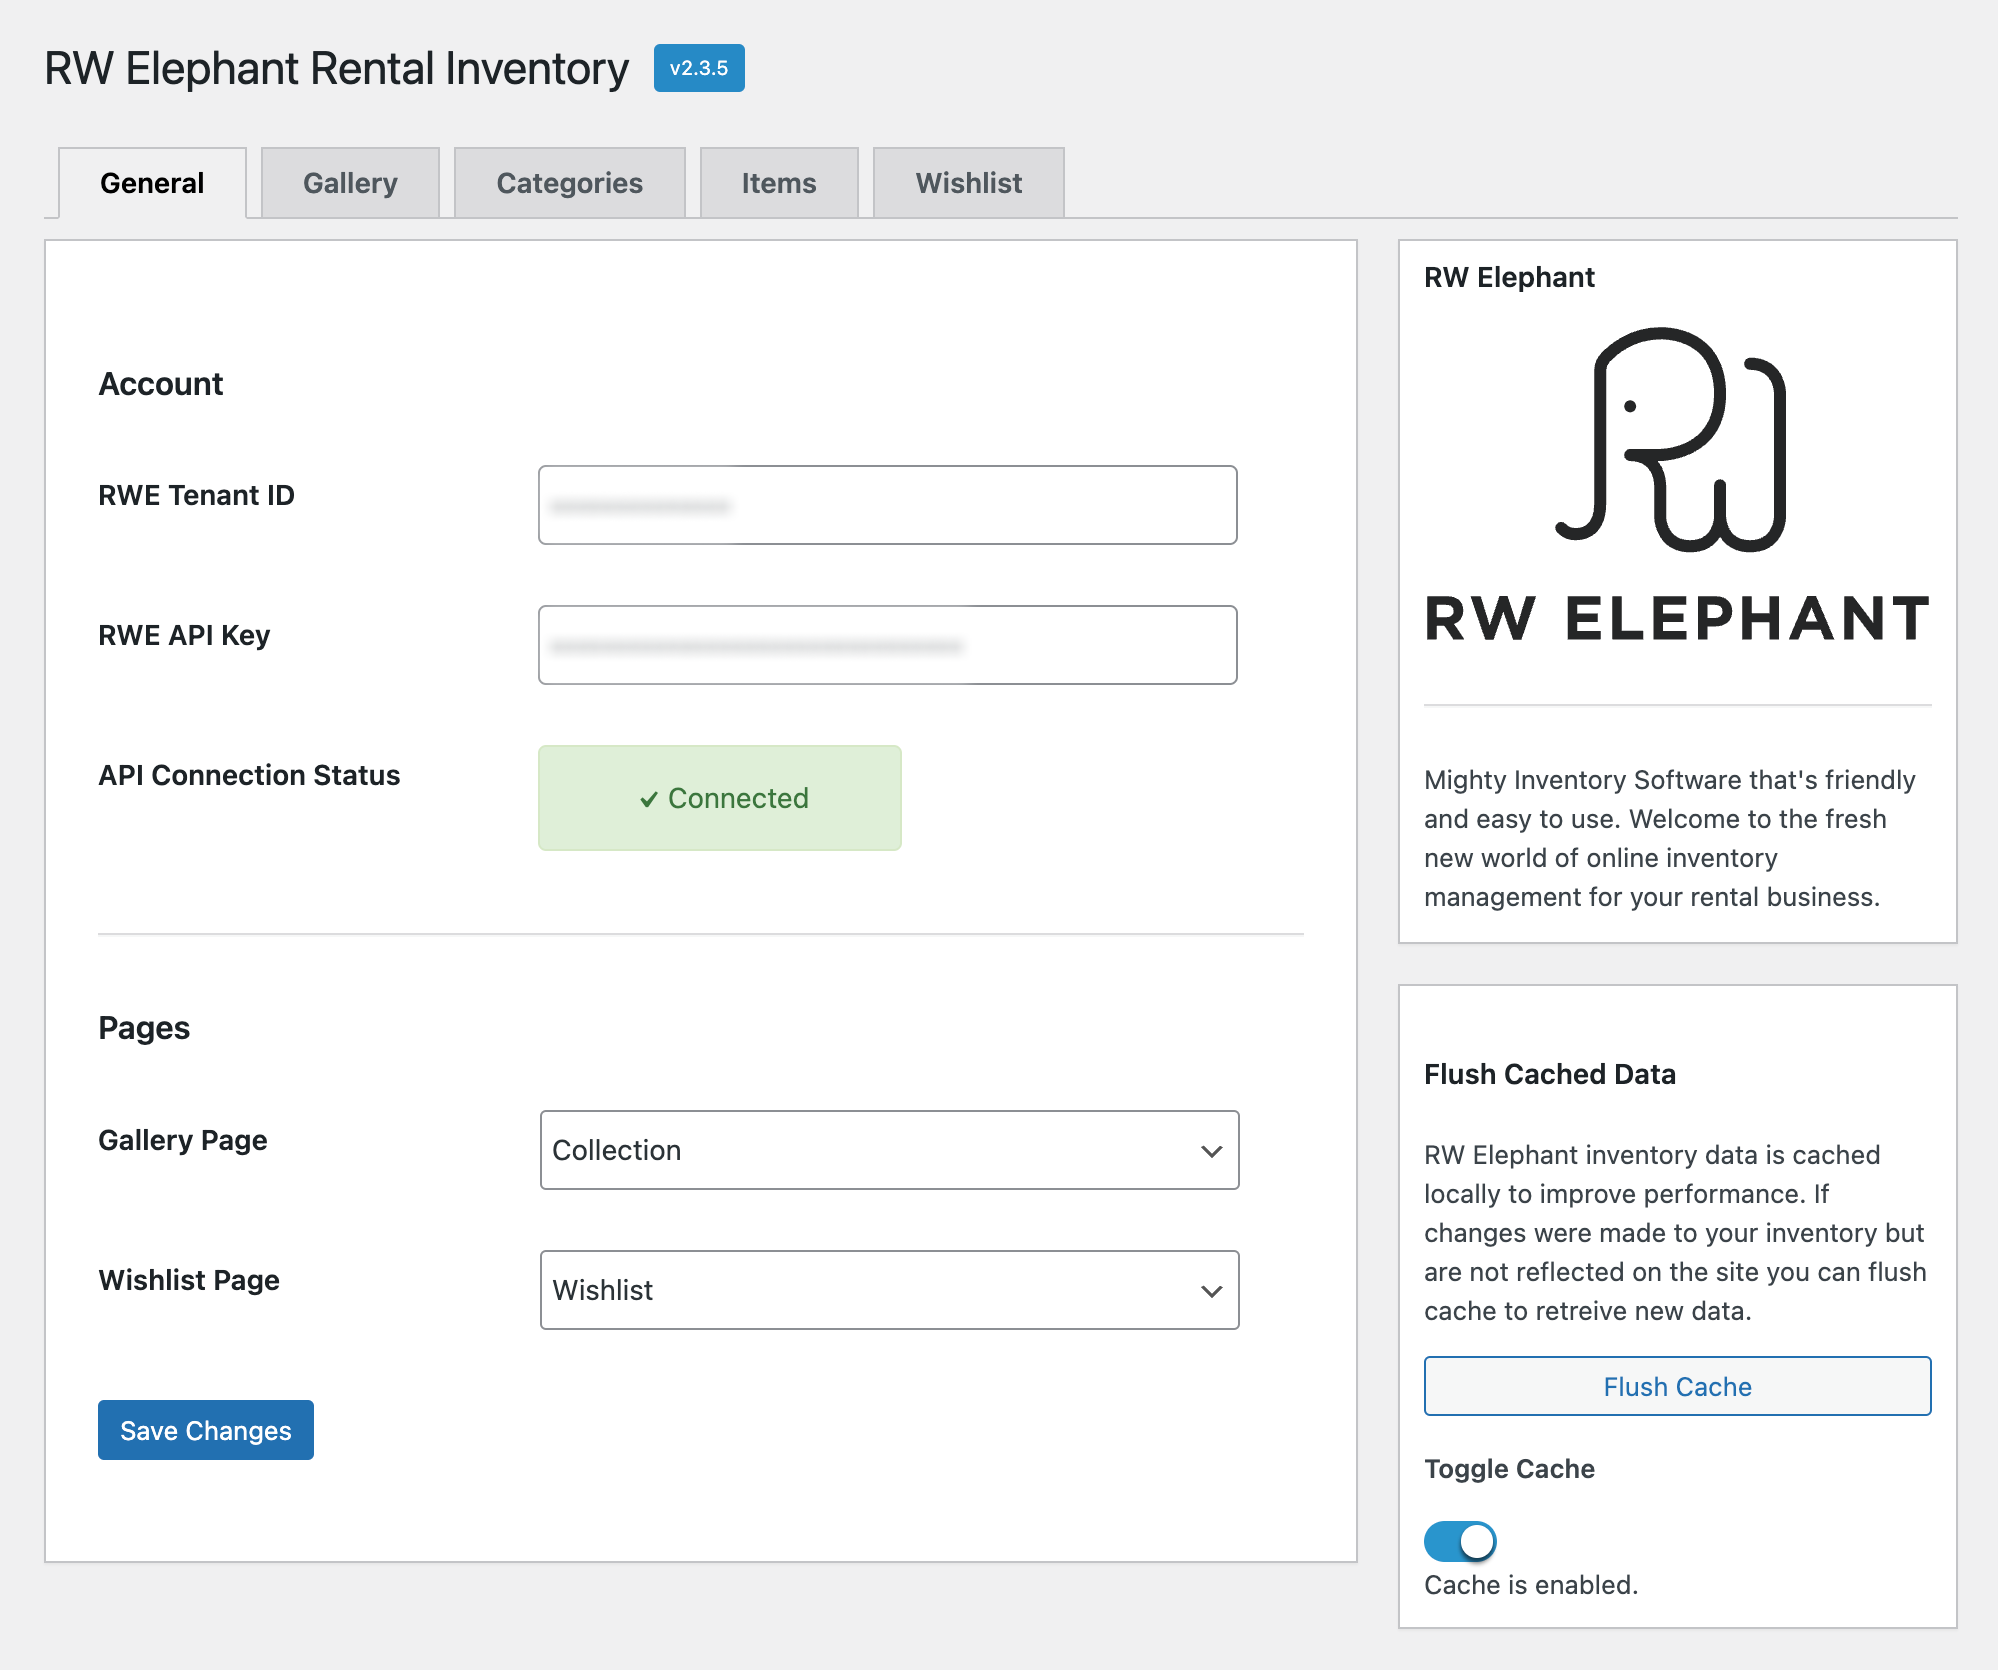 RW Elephant Rental Inventory v2.3.5
General Gallery Categories Items Wishlist
Account
RWE Tenant ID
RWE API Key
API Connection Status
✔ Connected
Pages
Gallery Page
Collection
Wishlist Page
Wishlist
Save Changes
RW Elephant
RW ELEPHANT
Mighty Inventory Software that's friendly
and easy to use. Welcome to the fresh
new world of online inventory
management for your rental business.
Flush Cached Data
RW Elephant inventory data is cached
locally to improve performance. If
changes were made to your inventory but
are not reflected on the site you can flush
cache to retreive new data.
Flush Cache
Toggle Cache
Cache is enabled.